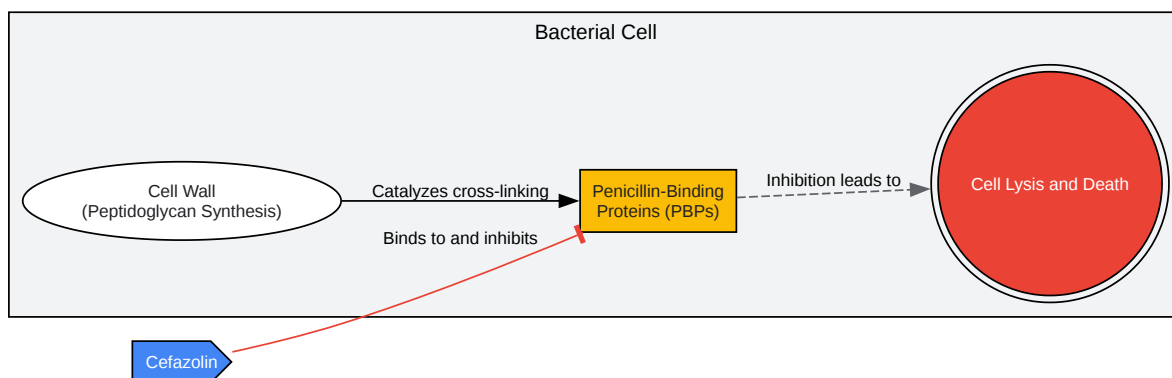 Bacterial Cell
Cell Wall
(Peptidoglycan Synthesis)
Catalyzes cross-linking
Penicillin-Binding
Proteins (PBPs)
Inhibition leads to
Cell Lysis and Death
Binds to and inhibits
Cefazolin